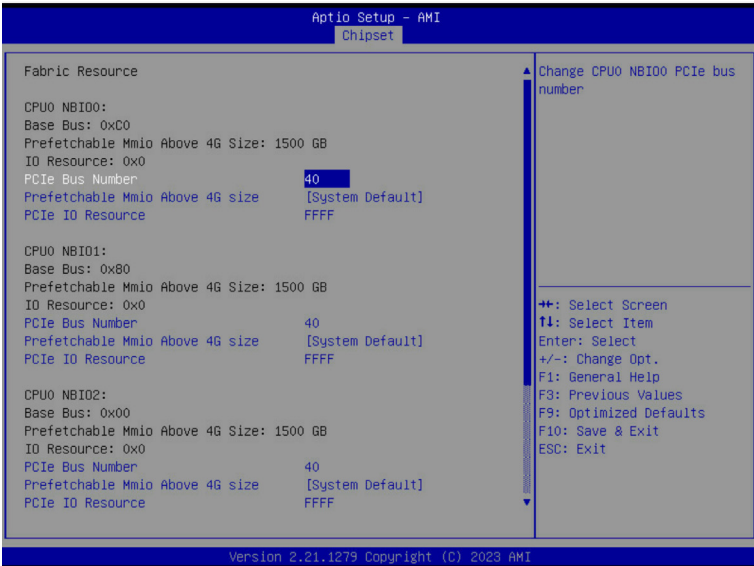 Aptio Setup – AMI
Chipset
Fabric Resource
CPU0 NBIO0:
Base Bus: 0xC0
Prefetchable Mmio Above 4G Size: 1500 GB
IO Resource: 0x0
PCIe Bus Number 40
Prefetchable Mmio Above 4G size [System Default]
PCIe IO Resource FFFF
CPU0 NBIO1:
Base Bus: 0x80
Prefetchable Mmio Above 4G Size: 1500 GB
IO Resource: 0x0
PCIe Bus Number 40
Prefetchable Mmio Above 4G size [System Default]
PCIe IO Resource FFFF
CPU0 NBIO2:
Base Bus: 0x00
Prefetchable Mmio Above 4G Size: 1500 GB
IO Resource: 0x0
PCIe Bus Number 40
Prefetchable Mmio Above 4G size [System Default]
PCIe IO Resource FFFF
Change CPU0 NBIO0 PCIe bus
number
→←: Select Screen
↑↓: Select Item
Enter: Select
+/-: Change Opt.
F1: General Help
F3: Previous Values
F9: Optimized Defaults
F10: Save & Exit
ESC: Exit
Version 2.21.1279 Copyright (C) 2023 AMI